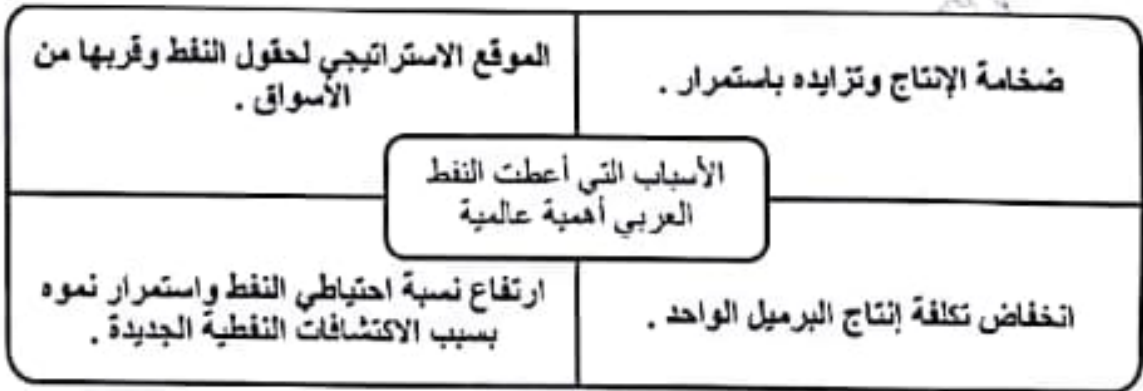 ضخامة الإنتاج وتزايده باستمرار .
الموقع الاستراتيجي لحقول النفط وقربها من
الأسواق .
الأسباب التي أعطت النفط
العربي أهمية عالمية
انخفاض تكلفة إنتاج البرميل الواحد .
ارتفاع نسبة احتياطي النفط واستمرار نموه
بسبب الاكتشافات النفطية الجديدة .